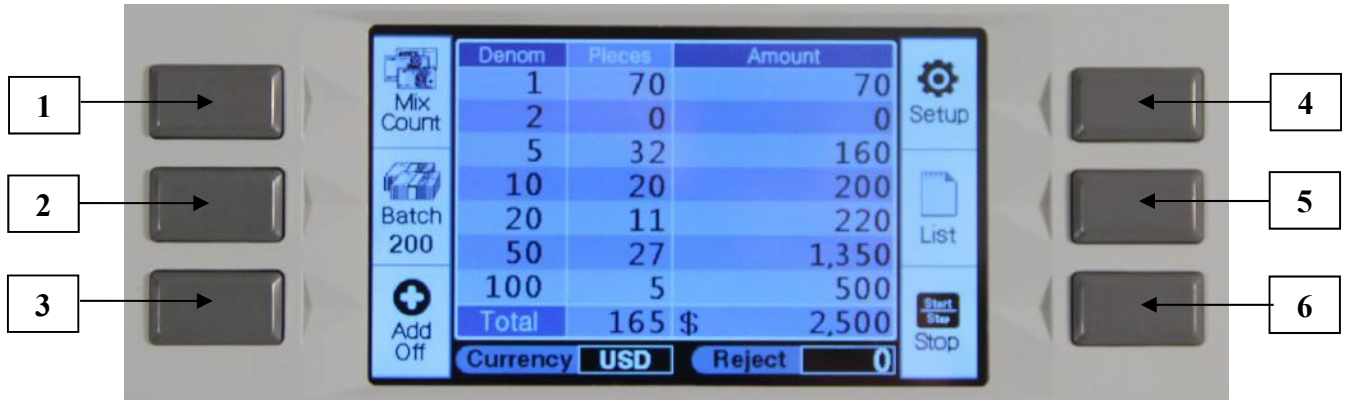 1
2
3
Mix
Count
Batch
200
Add
Off
Denom Pieces Amount
1 70 70
2 0 0
5 32 160
10 20 200
20 11 220
50 27 1,350
100 5 500
Total 165 $ 2,500
Currency USD Reject 0
Setup
List
Start
Stop
Stop
4
5
6